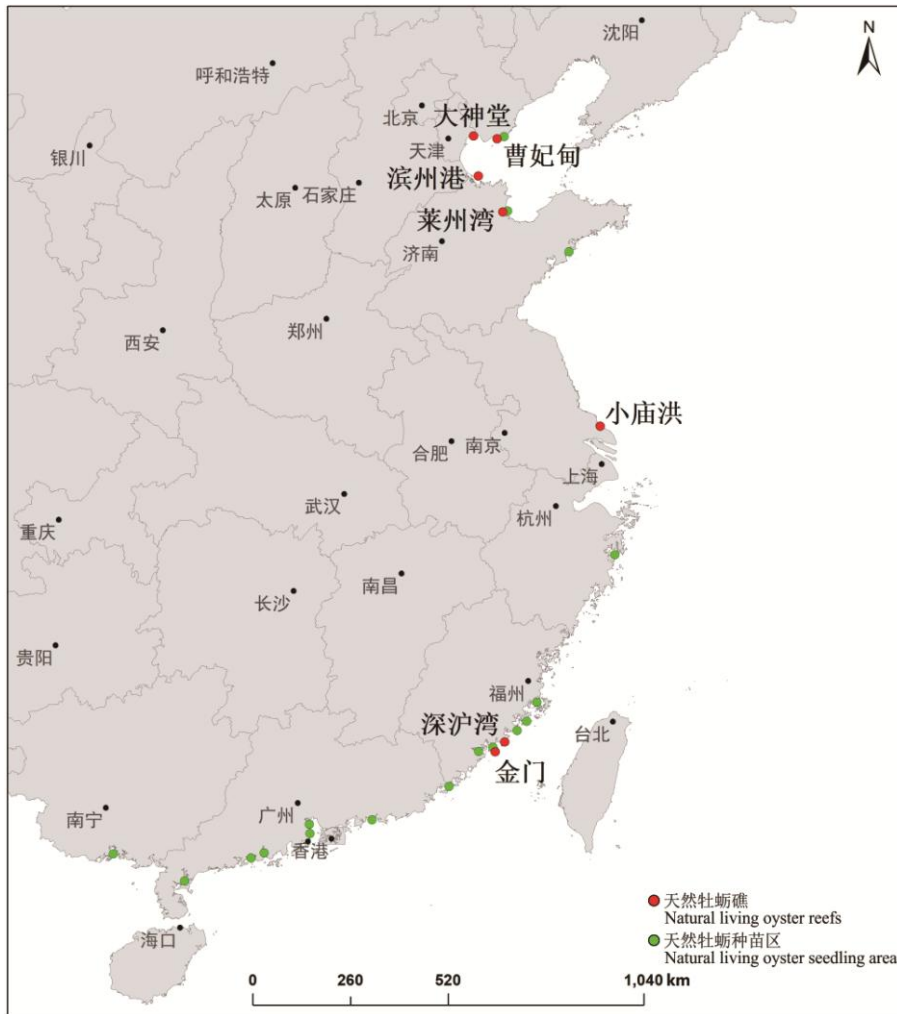 沈阳
N
呼和浩特
北京
大神堂
天津
曹妃甸
银川
滨州港
太原
石家庄
莱州湾
济南
西安
郑州
小庙洪
合肥
南京
上海
武汉
杭州
重庆
南昌
长沙
贵阳
福州
深沪湾
台北
金门
南宁
广州
香港
天然牡蛎礁
Natural living oyster reefs
天然牡蛎种苗区
Natural living oyster seedling area
海口
0 260 520 1,040 km